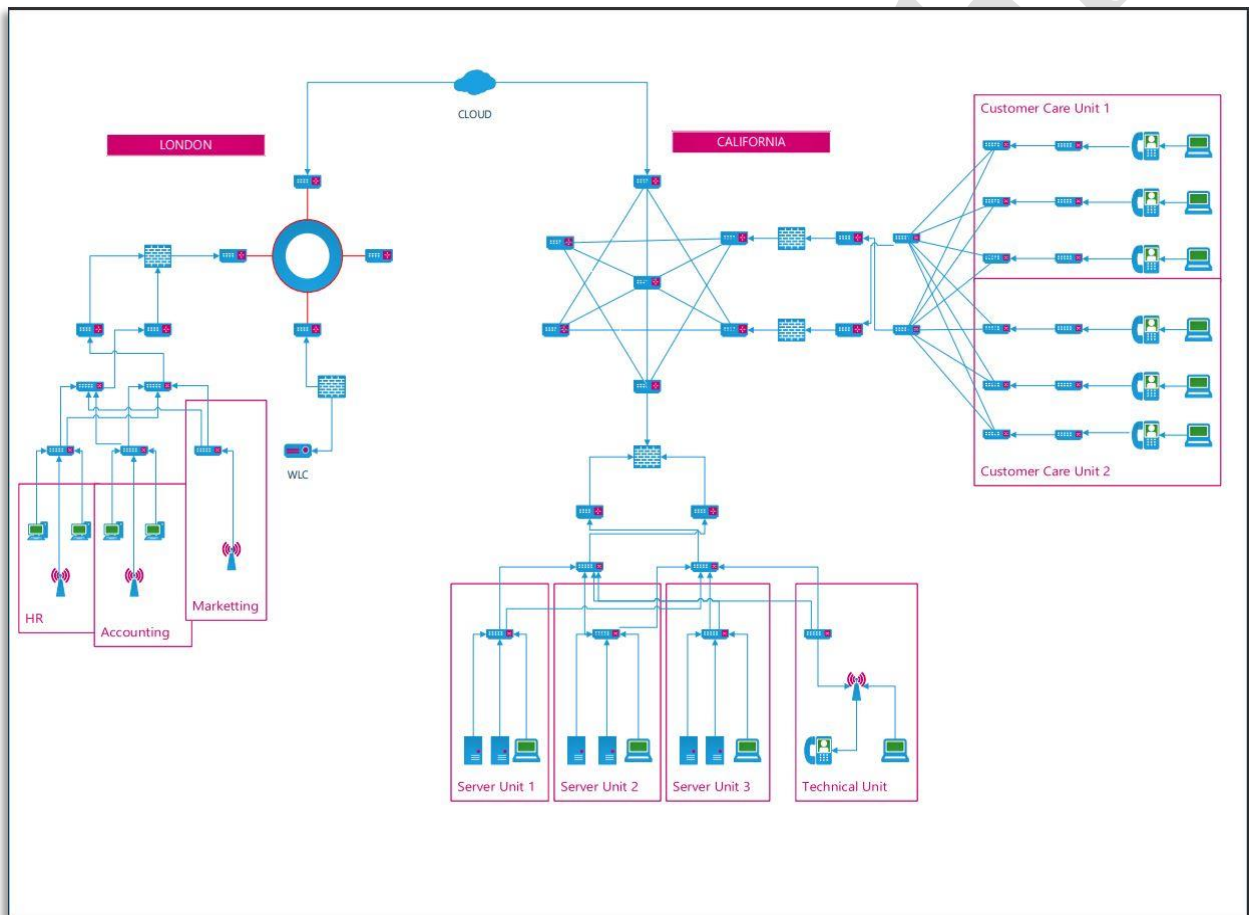 CLOUD
LONDON
CALIFORNIA
Customer Care Unit 1
Customer Care Unit 2
WLC
HR
Accounting
Marketting
Server Unit 1
Server Unit 2
Server Unit 3
Technical Unit